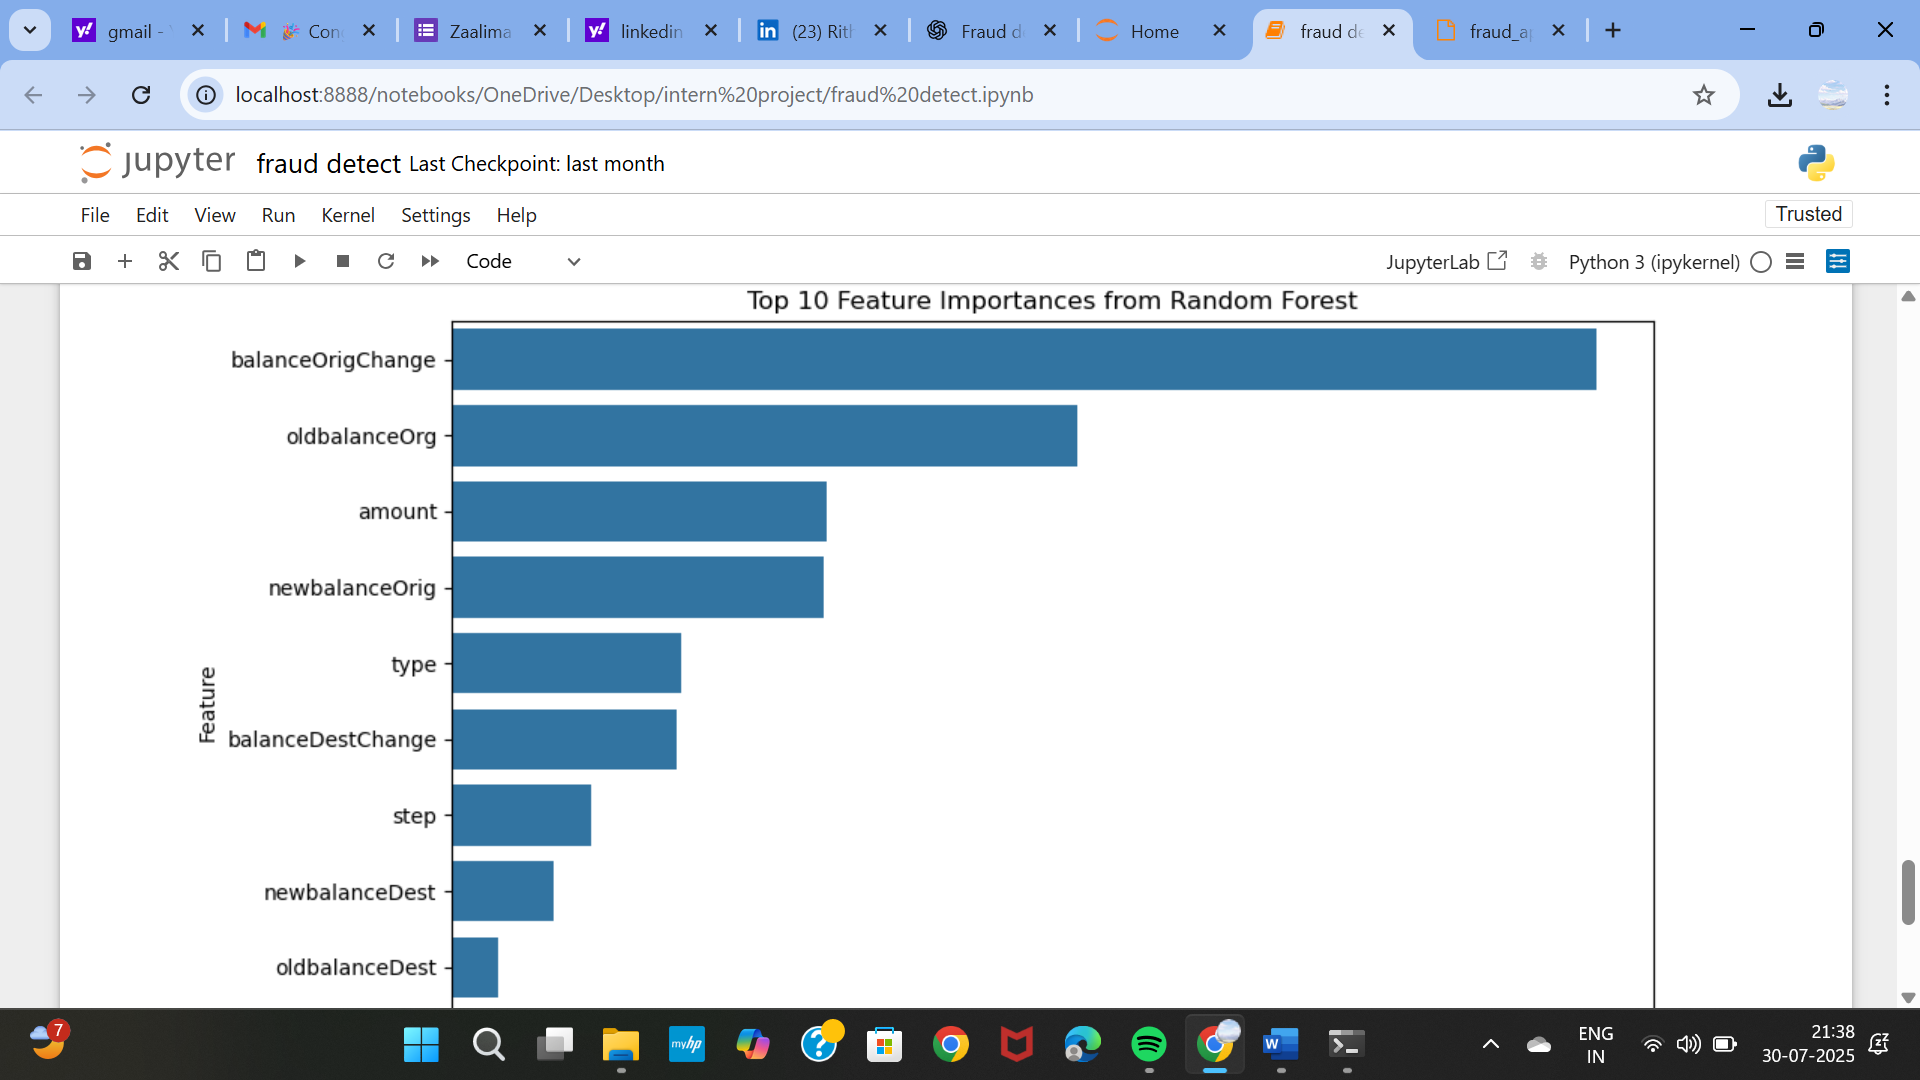 gmail -
Con
Zaalima
linkedin
(23) Rith
Fraud d
Home
fraud de
fraud_a
localhost:8888/notebooks/OneDrive/Desktop/intern%20project/fraud%20detect.ipynb
jupyter fraud detect Last Checkpoint: last month
File Edit View Run Kernel Settings Help
Trusted
Code
JupyterLab
Python 3 (ipykernel)
Top 10 Feature Importances from Random Forest
balanceOrigChange
oldbalanceOrg
amount
newbalanceOrig
type
Feature
balanceDestChange
step
newbalanceDest
oldbalanceDest
7
myhp
ENG
IN
21:38
30-07-2025